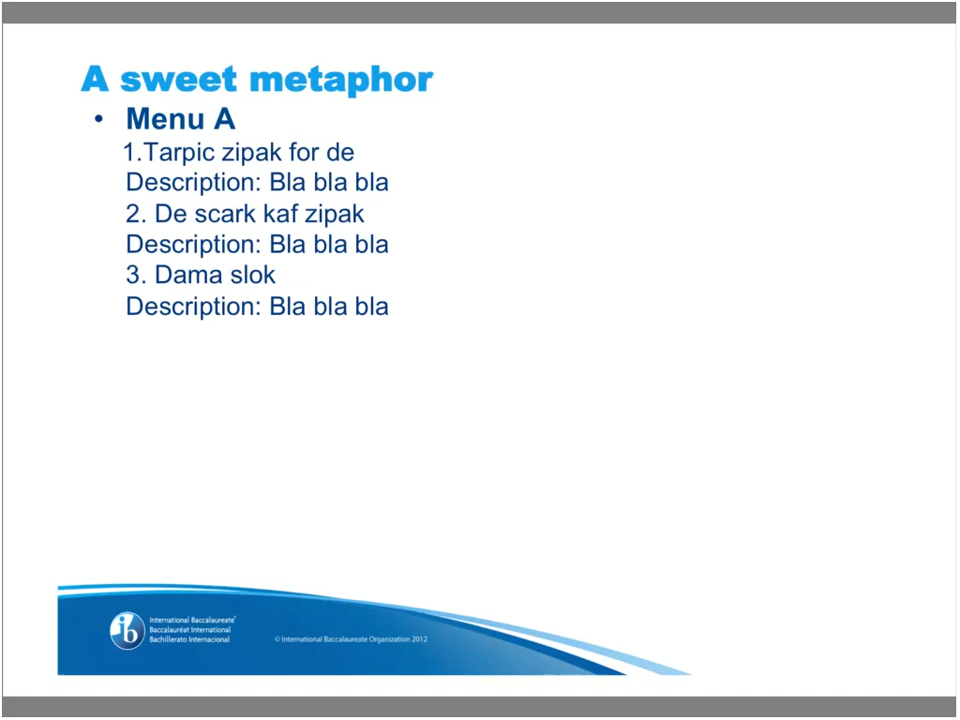 A sweet metaphor
• Menu A
1.Tarpic zipak for de
Description: Bla bla bla
2. De scark kaf zipak
Description: Bla bla bla
3. Dama slok
Description: Bla bla bla
ib
International Baccalaureate®
Baccalauréat International
Bachillerato Internacional
© International Baccalaureate Organization 2012